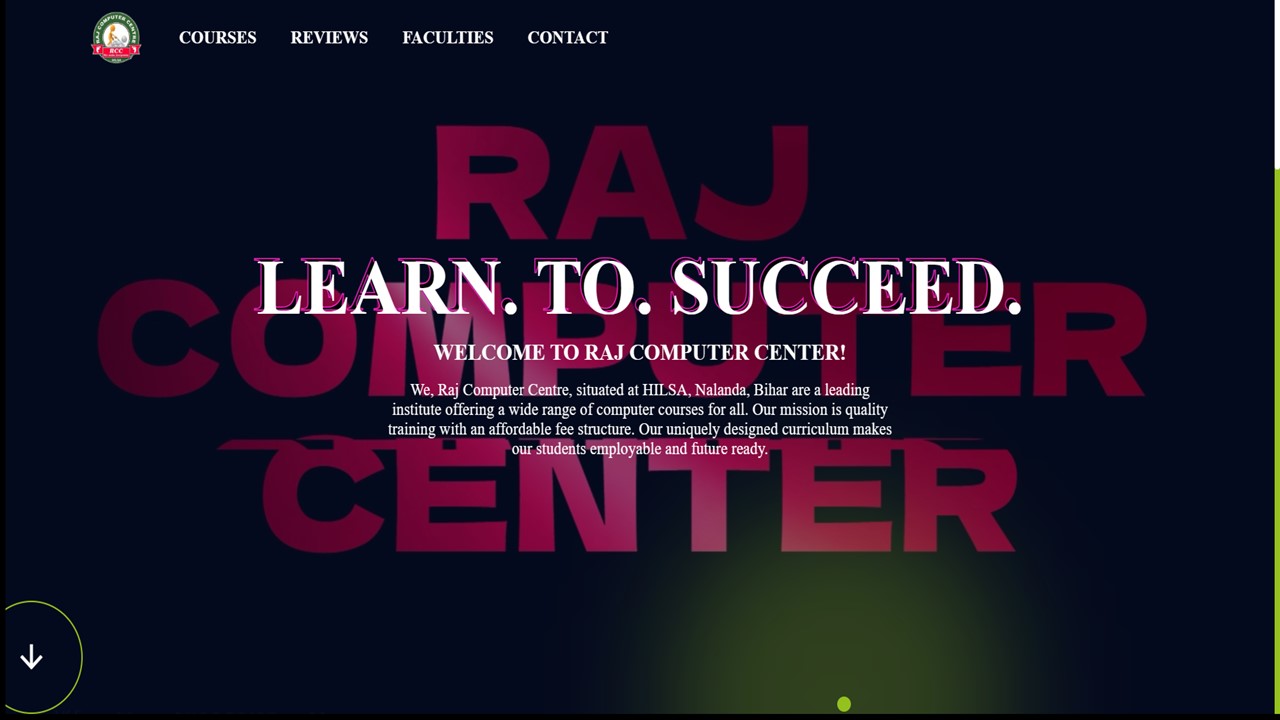 RAJ COMPUTER CENTRE
RCC
COURSES REVIEWS FACULTIES CONTACT
RAJ
COMPUTER
CENTER
LEARN. TO. SUCCEED.
WELCOME TO RAJ COMPUTER CENTER!
We, Raj Computer Centre, situated at HILSA, Nalanda, Bihar are a leading
institute offering a wide range of computer courses for all. Our mission is quality
training with an affordable fee structure. Our uniquely designed curriculum makes
our students employable and future ready.